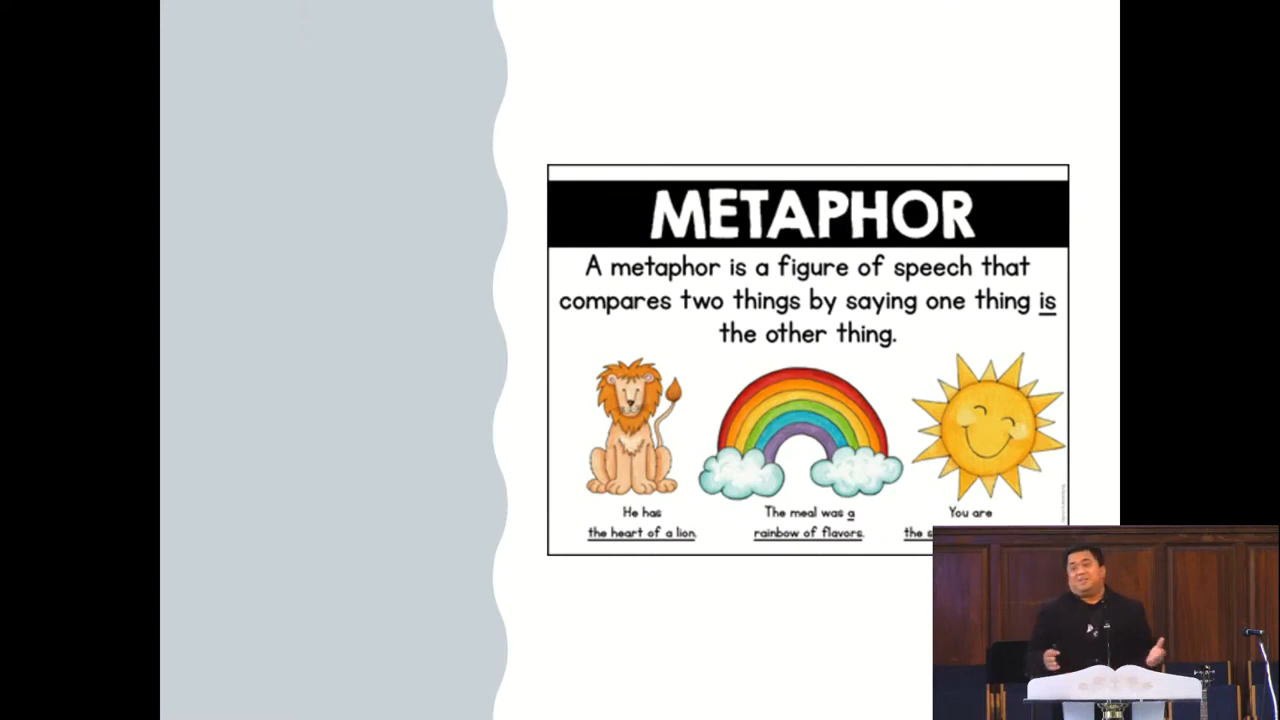 METAPHOR
A metaphor is a figure of speech that
compares two things by saying one thing is
the other thing.
He has
the heart of a lion.
The meal was a
rainbow of flavors.
You are
the